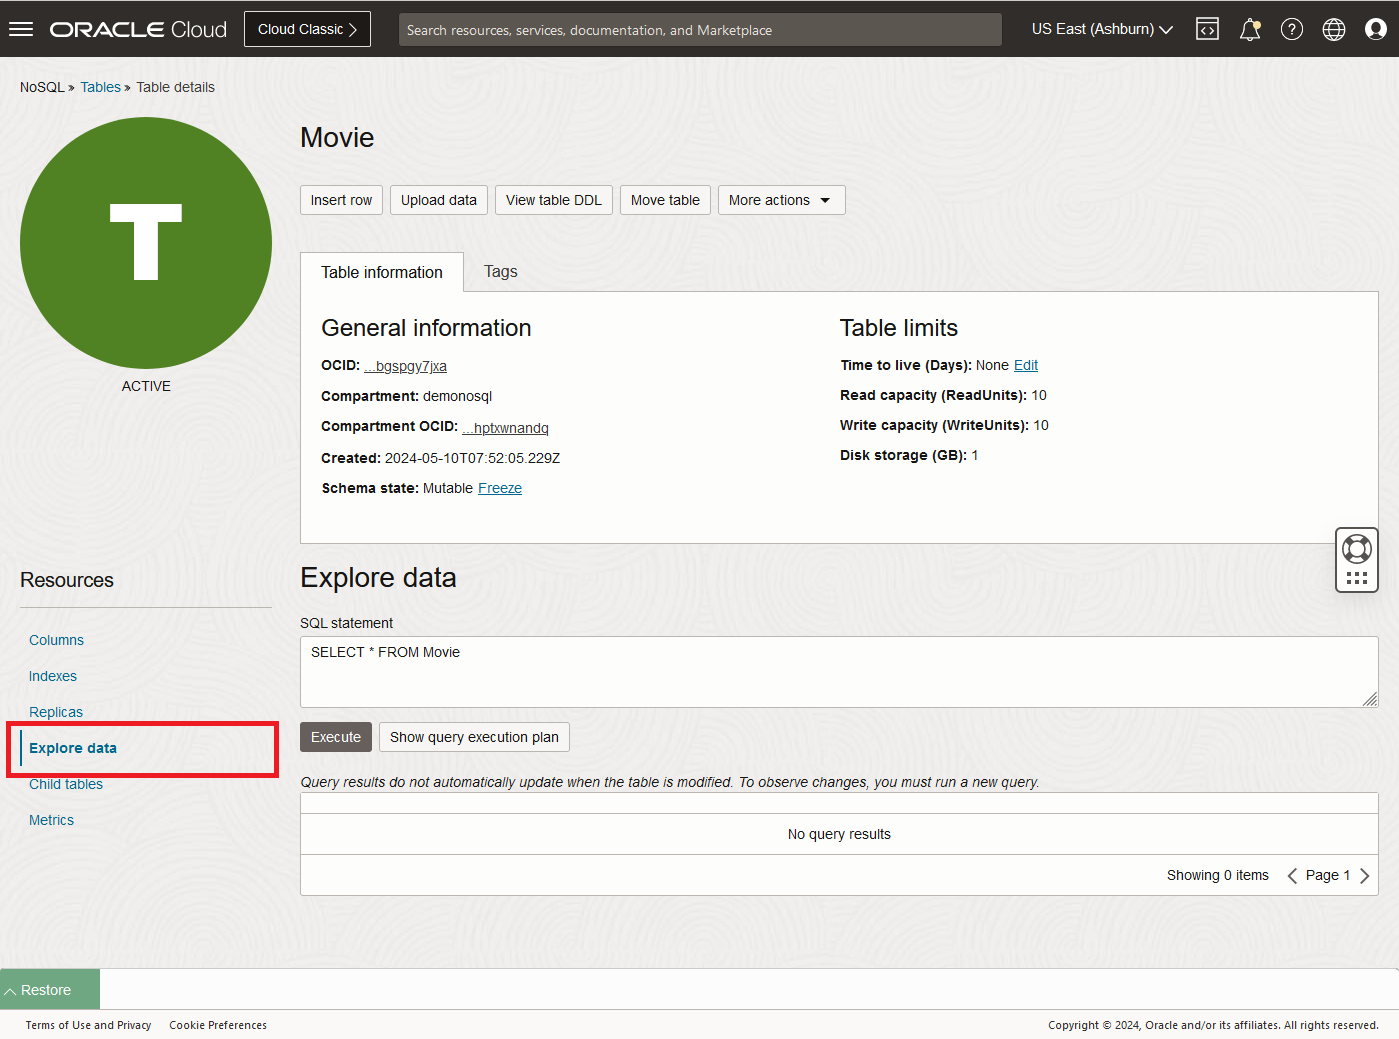 ORACLE Cloud
Cloud Classic
Search resources, services, documentation, and Marketplace
US East (Ashburn)
NoSQL » Tables » Table details
T
ACTIVE
Movie
Insert row
Upload data
View table DDL
Move table
More actions
Table information
Tags
General information
OCID: ...bgspgy7jxa
Compartment: demonosql
Compartment OCID: ...hptxwnandq
Created: 2024-05-10T07:52:05.229Z
Schema state: Mutable Freeze
Table limits
Time to live (Days): None Edit
Read capacity (ReadUnits): 10
Write capacity (WriteUnits): 10
Disk storage (GB): 1
Resources
Columns
Indexes
Replicas
Explore data
Child tables
Metrics
Explore data
SQL statement
SELECT * FROM Movie
Execute
Show query execution plan
Query results do not automatically update when the table is modified. To observe changes, you must run a new query.
No query results
Showing 0 items
Page 1
Restore
Terms of Use and Privacy
Cookie Preferences
Copyright © 2024, Oracle and/or its affiliates. All rights reserved.